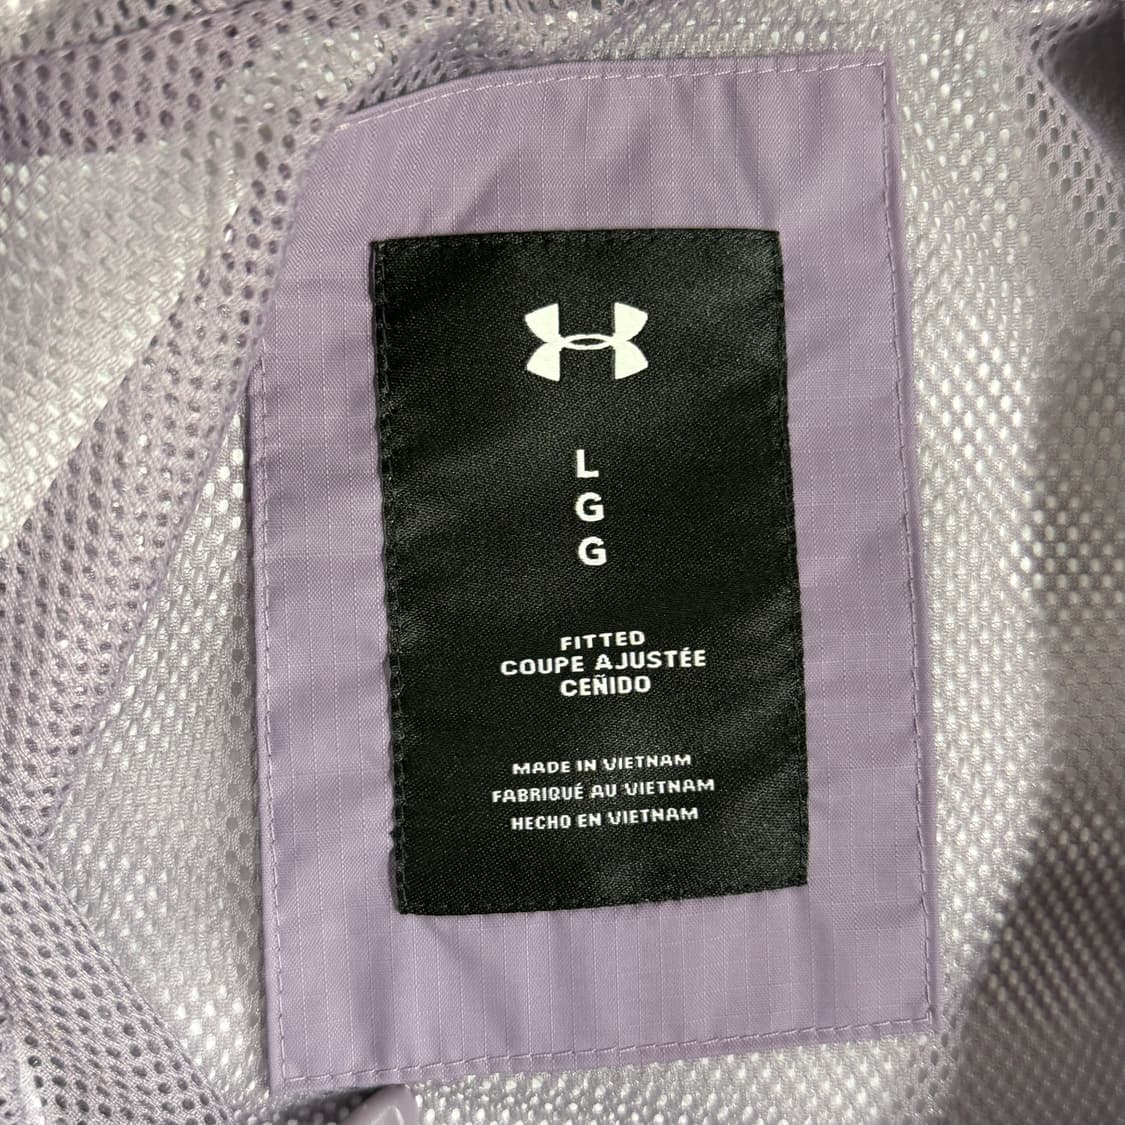 L
G
G
FITTED
COUPE AJUSTÉE
CEÑIDO
MADE IN VIETNAM
FABRIQUÉ AU VIETNAM
HECHO EN VIETNAM